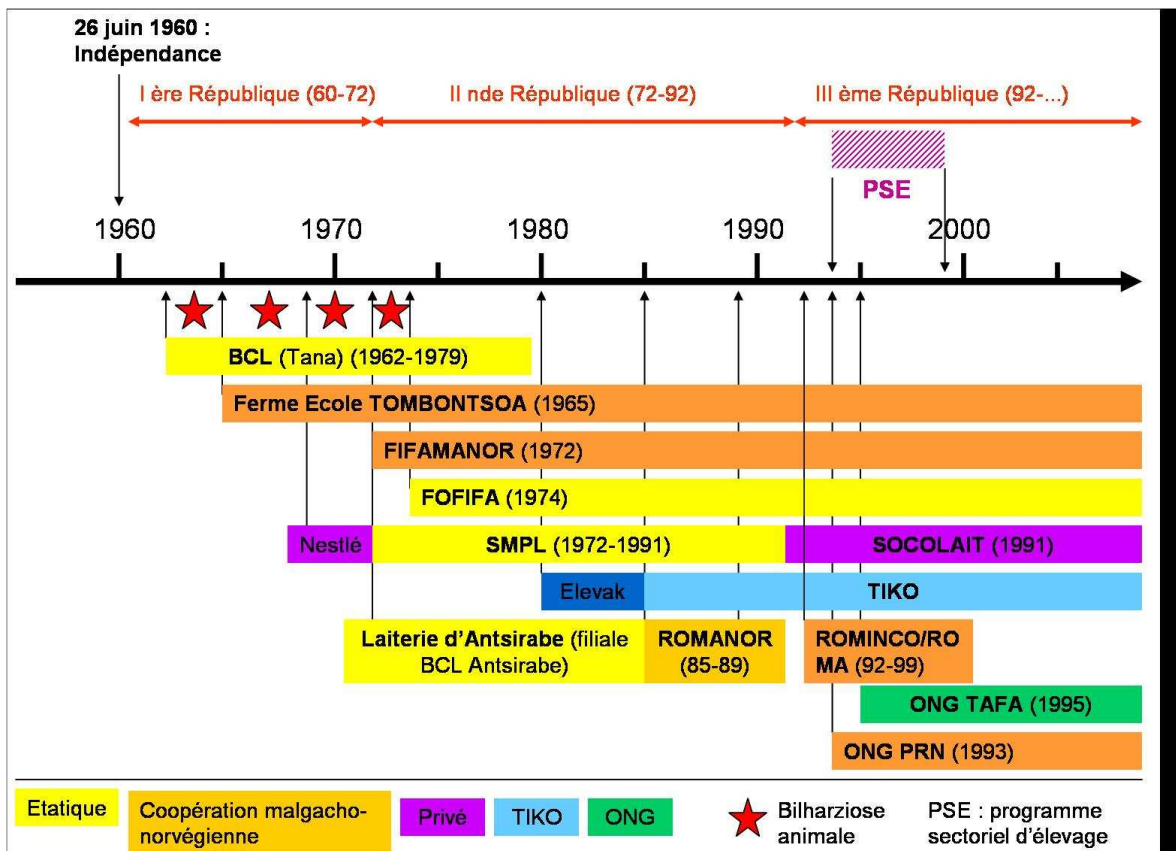 26 juin 1960 :
Indépendance
I ère République (60-72)
II nde République (72-92)
III ème République (92-...)
PSE
1960
1970
1980
1990
2000
BCL (Tana) (1962-1979)
Ferme Ecole TOMBONTSOA (1965)
FIFAMANOR (1972)
FOFIFA (1974)
Nestlé
SMPL (1972-1991)
SOCOLAIT (1991)
Elevak
TIKO
Laiterie d'Antsirabe (filiale
BCL Antsirabe)
ROMANOR
(85-89)
ROMINCO/RO
MA (92-99)
ONG TAFA (1995)
ONG PRN (1993)
Etatique
Coopération malgacho-
norvégienne
Privé
TIKO
ONG
Bilharziose
animale
PSE : programme
sectoriel d'élevage